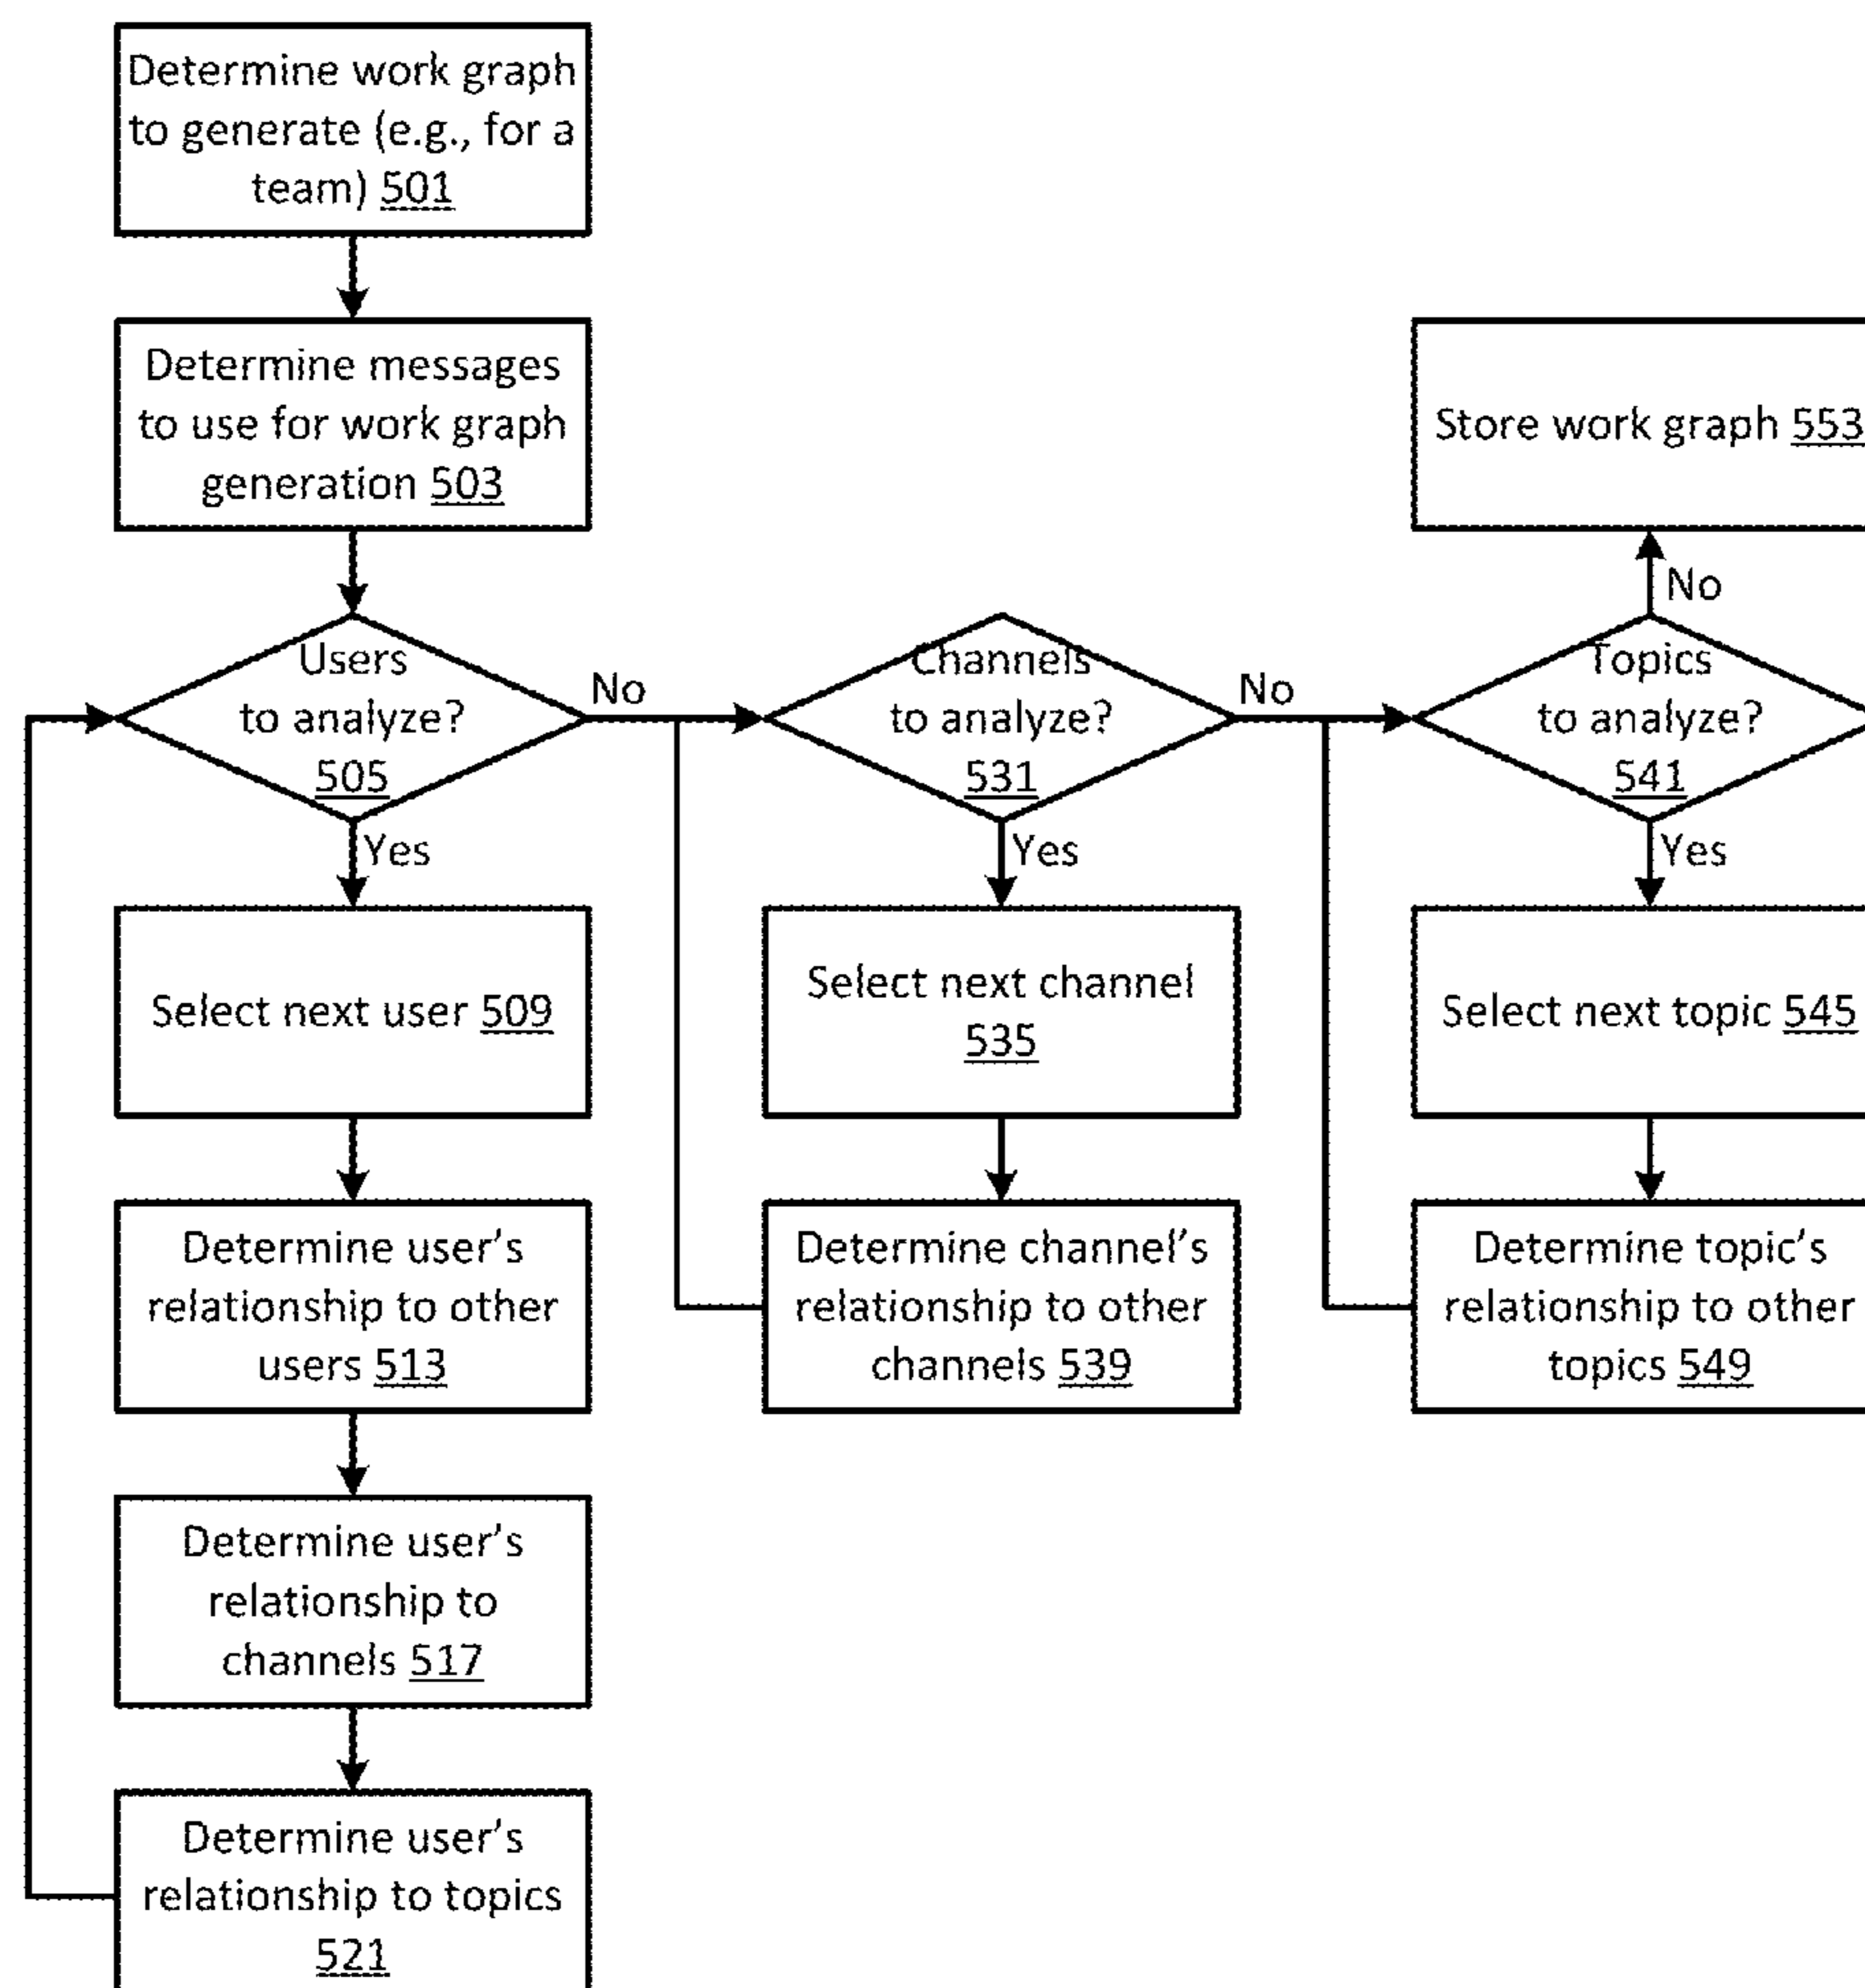 Determine work graph
to generate (e.g., for a
team) 501
Determine messages
to use for work graph
generation 503
Store work graph 553
No
Users
to analyze?
505
No
Channels
to analyze?
531
No
Topics
to analyze?
541
Yes
Yes
Yes
Select next user 509
Select next channel
535
Select next topic 545
Determine user's
relationship to other
users 513
Determine channel's
relationship to other
channels 539
Determine topic's
relationship to other
topics 549
Determine user's
relationship to
channels 517
Determine user's
relationship to topics
521